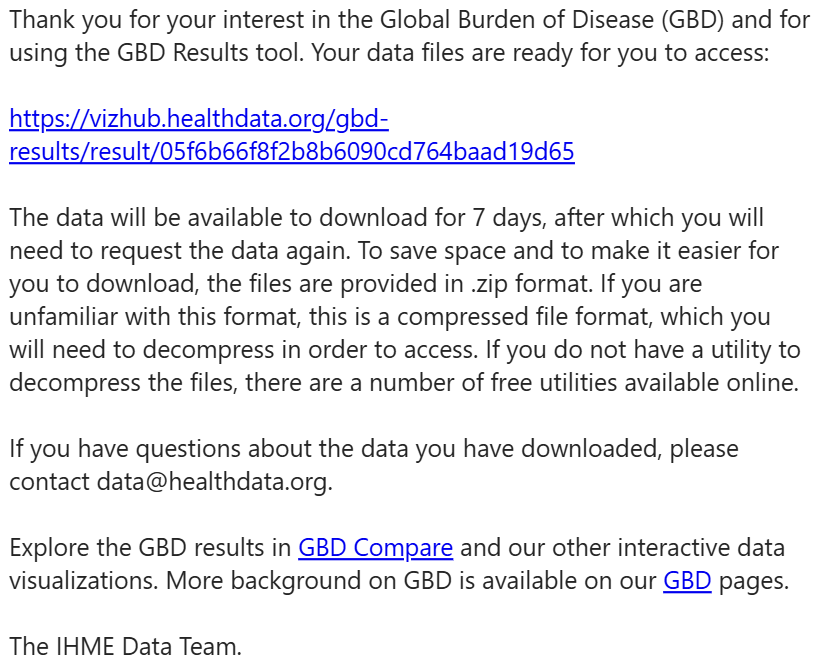 Thank you for your interest in the Global Burden of Disease (GBD) and for
using the GBD Results tool. Your data files are ready for you to access:
https://vizhub.healthdata.org/gbd-
results/result/05f6b66f8f2b8b6090cd764baad19d65
The data will be available to download for 7 days, after which you will
need to request the data again. To save space and to make it easier for
you to download, the files are provided in .zip format. If you are
unfamiliar with this format, this is a compressed file format, which you
will need to decompress in order to access. If you do not have a utility to
decompress the files, there are a number of free utilities available online.
If you have questions about the data you have downloaded, please
contact data@healthdata.org.
Explore the GBD results in GBD Compare and our other interactive data
visualizations. More background on GBD is available on our GBD pages.
The IHME Data Team.